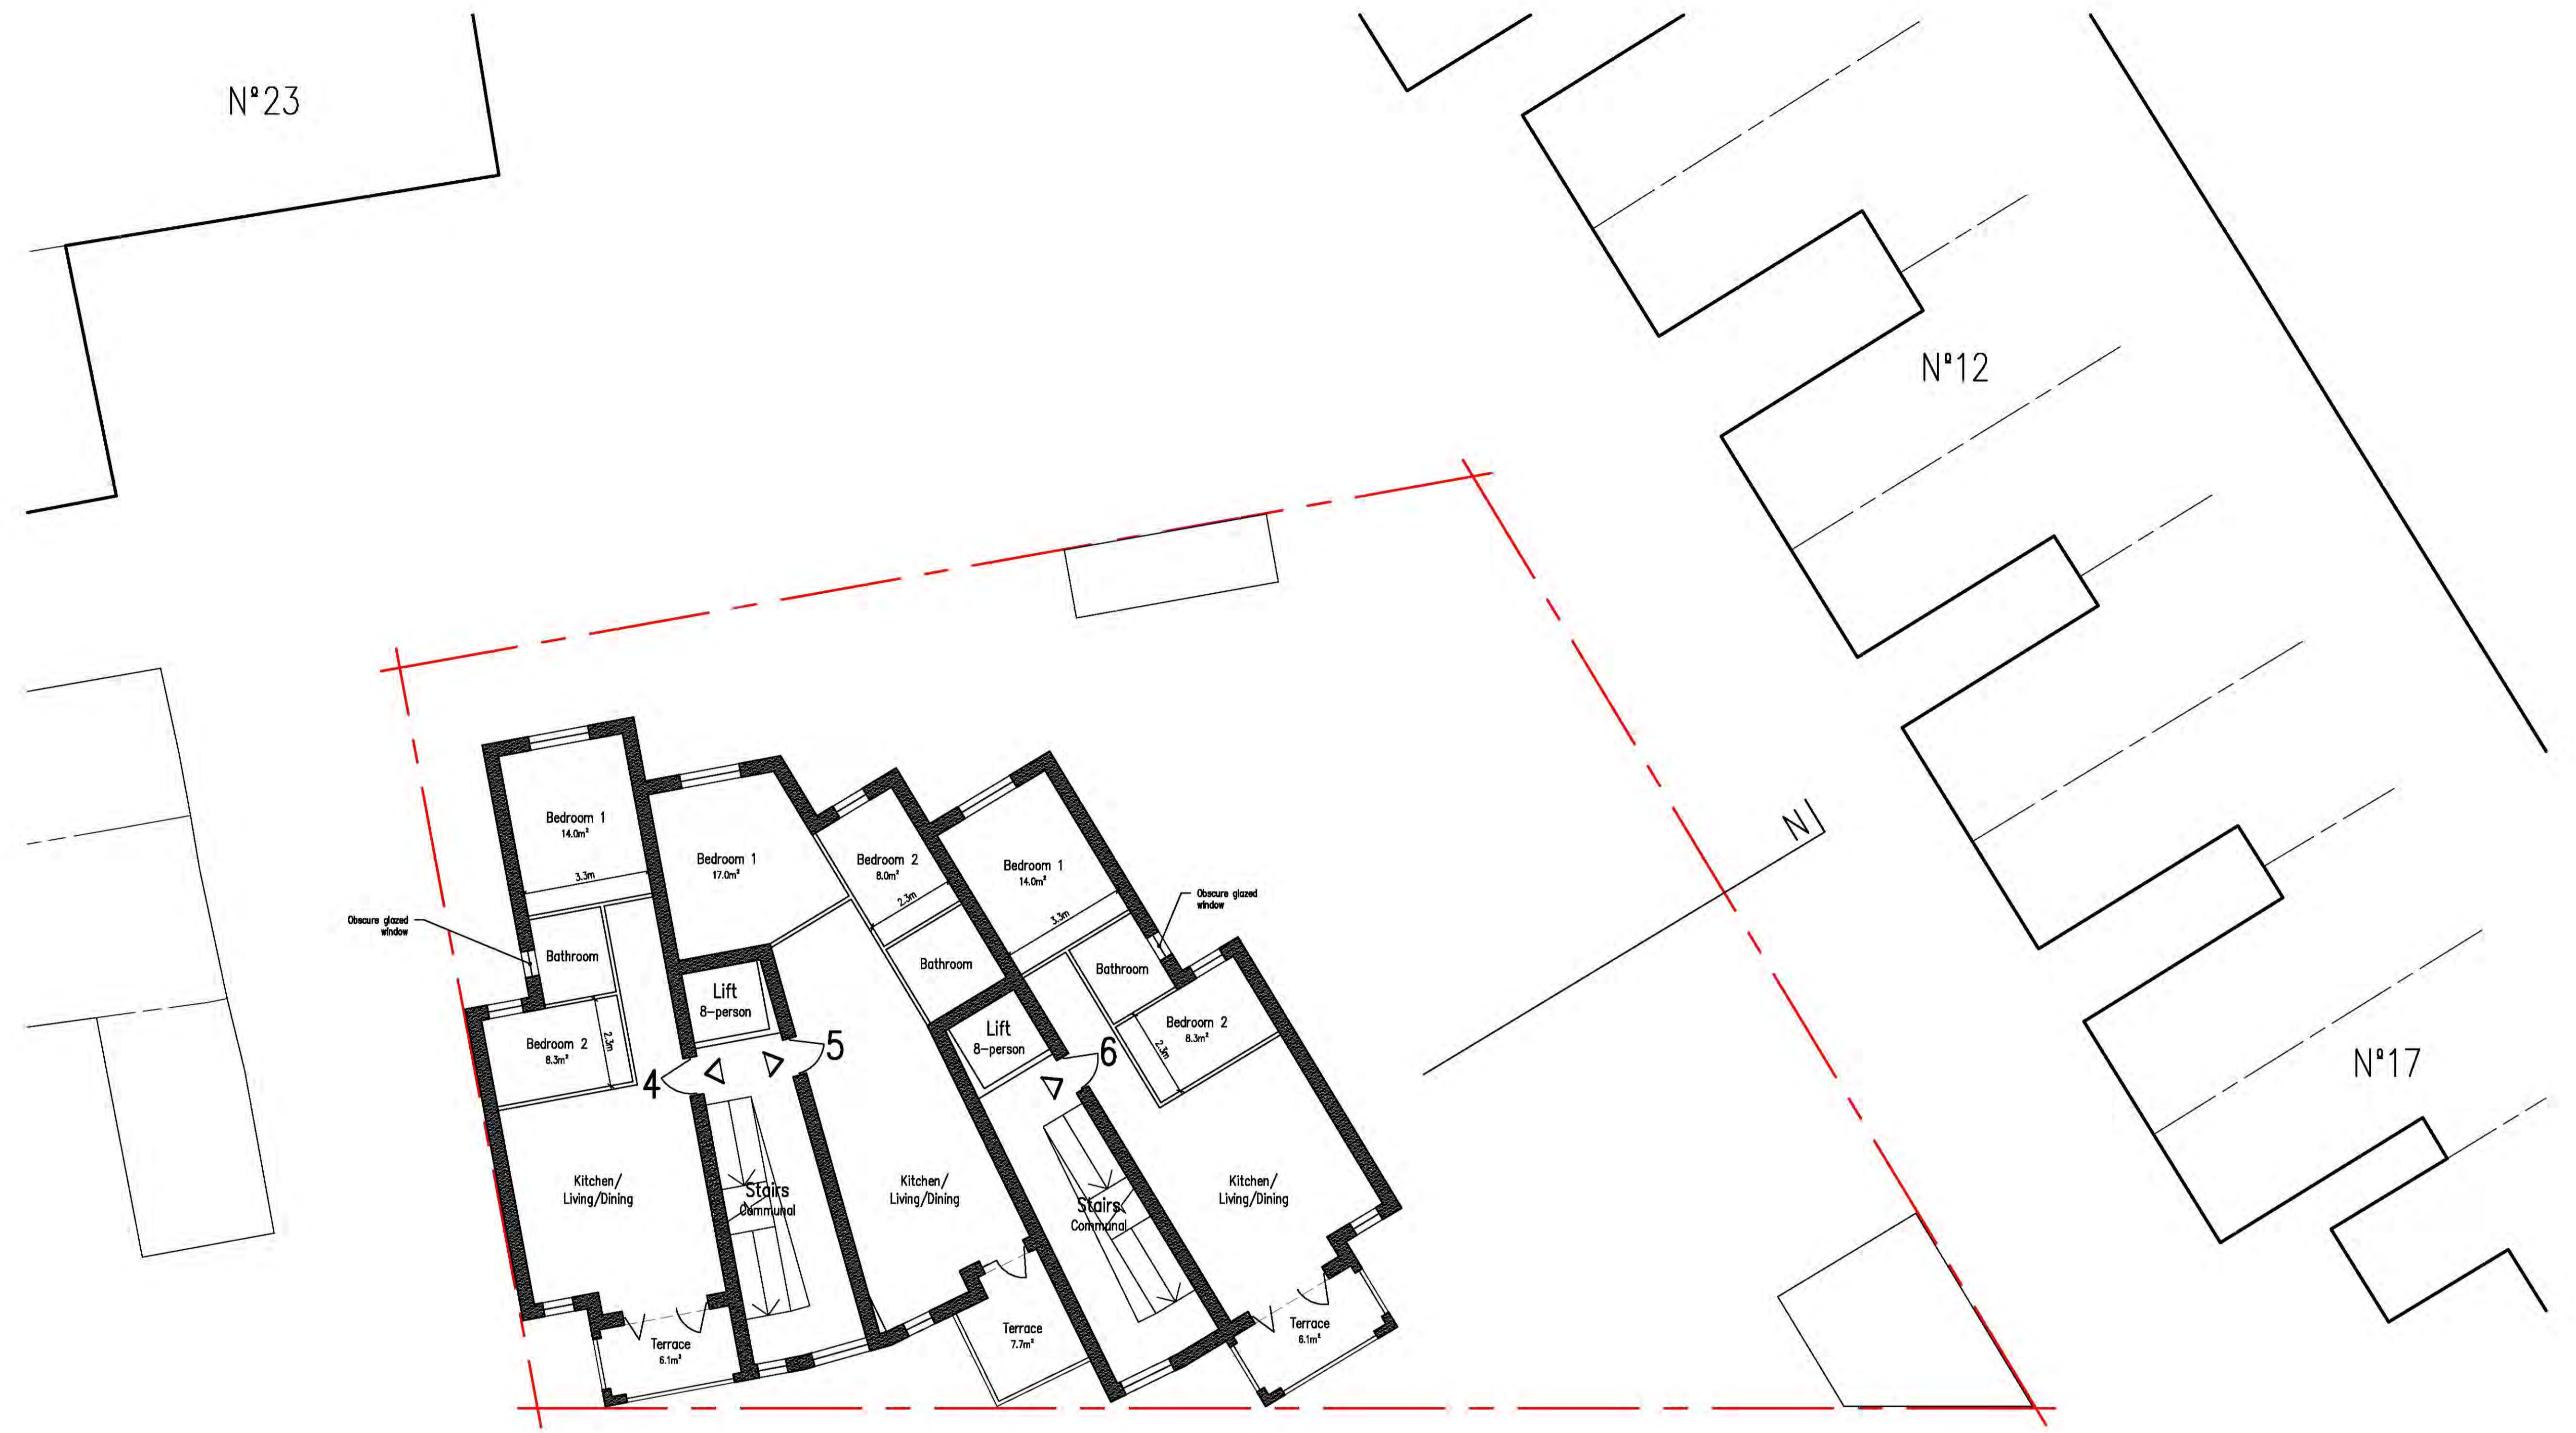 Nº23
Nº12
Bedroom 1
14.0m²
3.3m
Bedroom 1
17.0m²
Bedroom 2
8.0m²
2.3m
Bedroom 1
14.0m²
3.3m
N
Obscure glazed
window
Obscure glazed
window
Bathroom
Bathroom
Bathroom
Lift
8-person
Lift
8-person
Bedroom 2
8.3m²
2.3m
Bedroom 2
8.3m²
2.3m
4
5
6
Nº17
Kitchen/
Living/Dining
Stairs
Communal
Kitchen/
Living/Dining
Stairs
Communal
Kitchen/
Living/Dining
Terrace
6.1m²
Terrace
7.7m²
Terrace
6.1m²